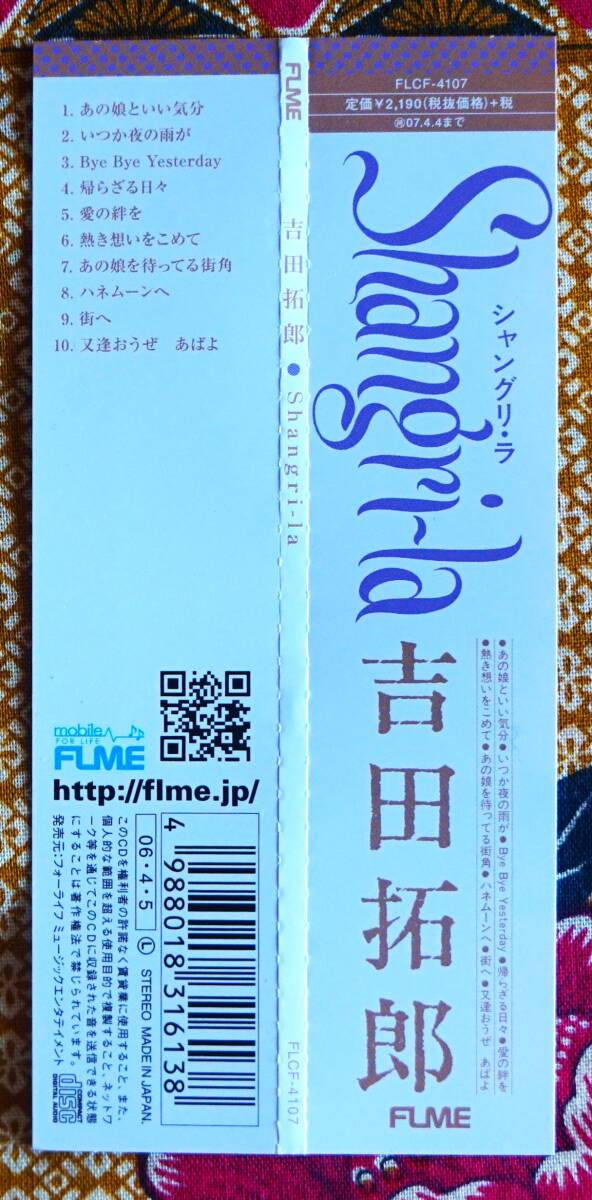 1. あの娘といい気分
2. いつか夜の雨が
3. Bye Bye Yesterday
4. 帰らざる日々
5. 愛の絆を
6. 熱き想いをこめて
7. あの娘を待ってる街角
8. ハネムーンへ
9. 街へ
10. 又逢おうぜ　あばよ
mobile
FOR LIFE
FLME
http://flme.jp/
このCDを権利者の許諾なく賃貸業に使用すること、また、
個人的な範囲を超える使用目的で複製すること、ネットワ
ーク等を通じてこのCDに収録された音を送信できる状態
にすることは著作権法で禁じられています。
発売元:フォーライフ ミュージックエンタテイメント
06・4・5 Ⓛ STEREO MADE IN JAPAN.
4 988018 316138
COMPACT
disc
DIGITAL AUDIO
FLME
吉田拓郎●Shangri-la
FLCF-4107
FLCF-4107
定価￥2,190(税抜価格)+税
㋮07.4.4まで
Shangri-la
シャングリ・ラ
吉田拓郎
●あの娘といい気分●いつか夜の雨が●Bye Bye Yesterday●帰らざる日々●愛の絆を
●熱き想いをこめて●あの娘を待ってる街角●ハネムーンへ●街へ●又逢おうぜ　あばよ
FLME